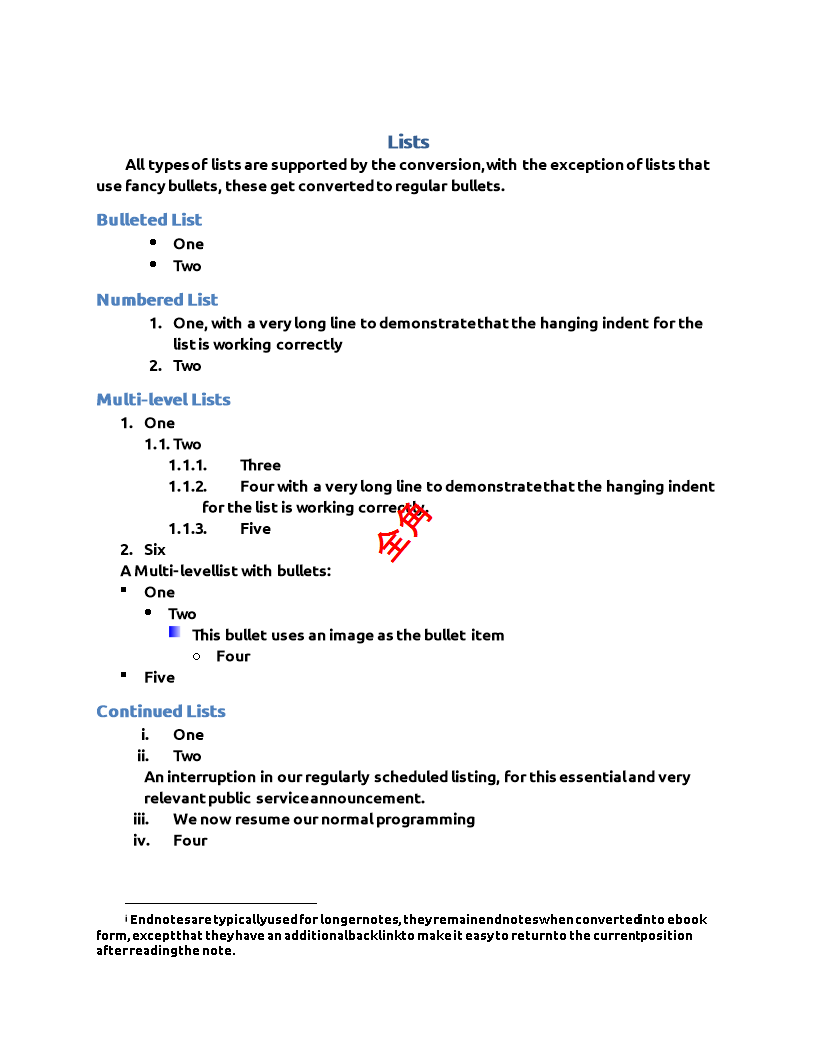 Lists
All types of lists are supported by the conversion, with the exception of lists that
use fancy bullets, these get converted to regular bullets.
Bulleted List
• One
• Two
Numbered List
1. One, with a very long line to demonstrate that the hanging indent for the
list is working correctly
2. Two
Multi-level Lists
1. One
1.1. Two
1.1.1. Three
1.1.2. Four with a very long line to demonstrate that the hanging indent
for the list is working correctly.
1.1.3. Five
全角
2. Six
A Multi-level list with bullets:
▪ One
• Two
This bullet uses an image as the bullet item
○ Four
▪ Five
Continued Lists
i. One
ii. Two
An interruption in our regularly scheduled listing, for this essential and very
relevant public service announcement.
iii. We now resume our normal programming
iv. Four
i Endnotes are typically used for longer notes, they remain endnotes when converted into ebook
form, except that they have an additional backlink to make it easy to return to the current position
after reading the note.